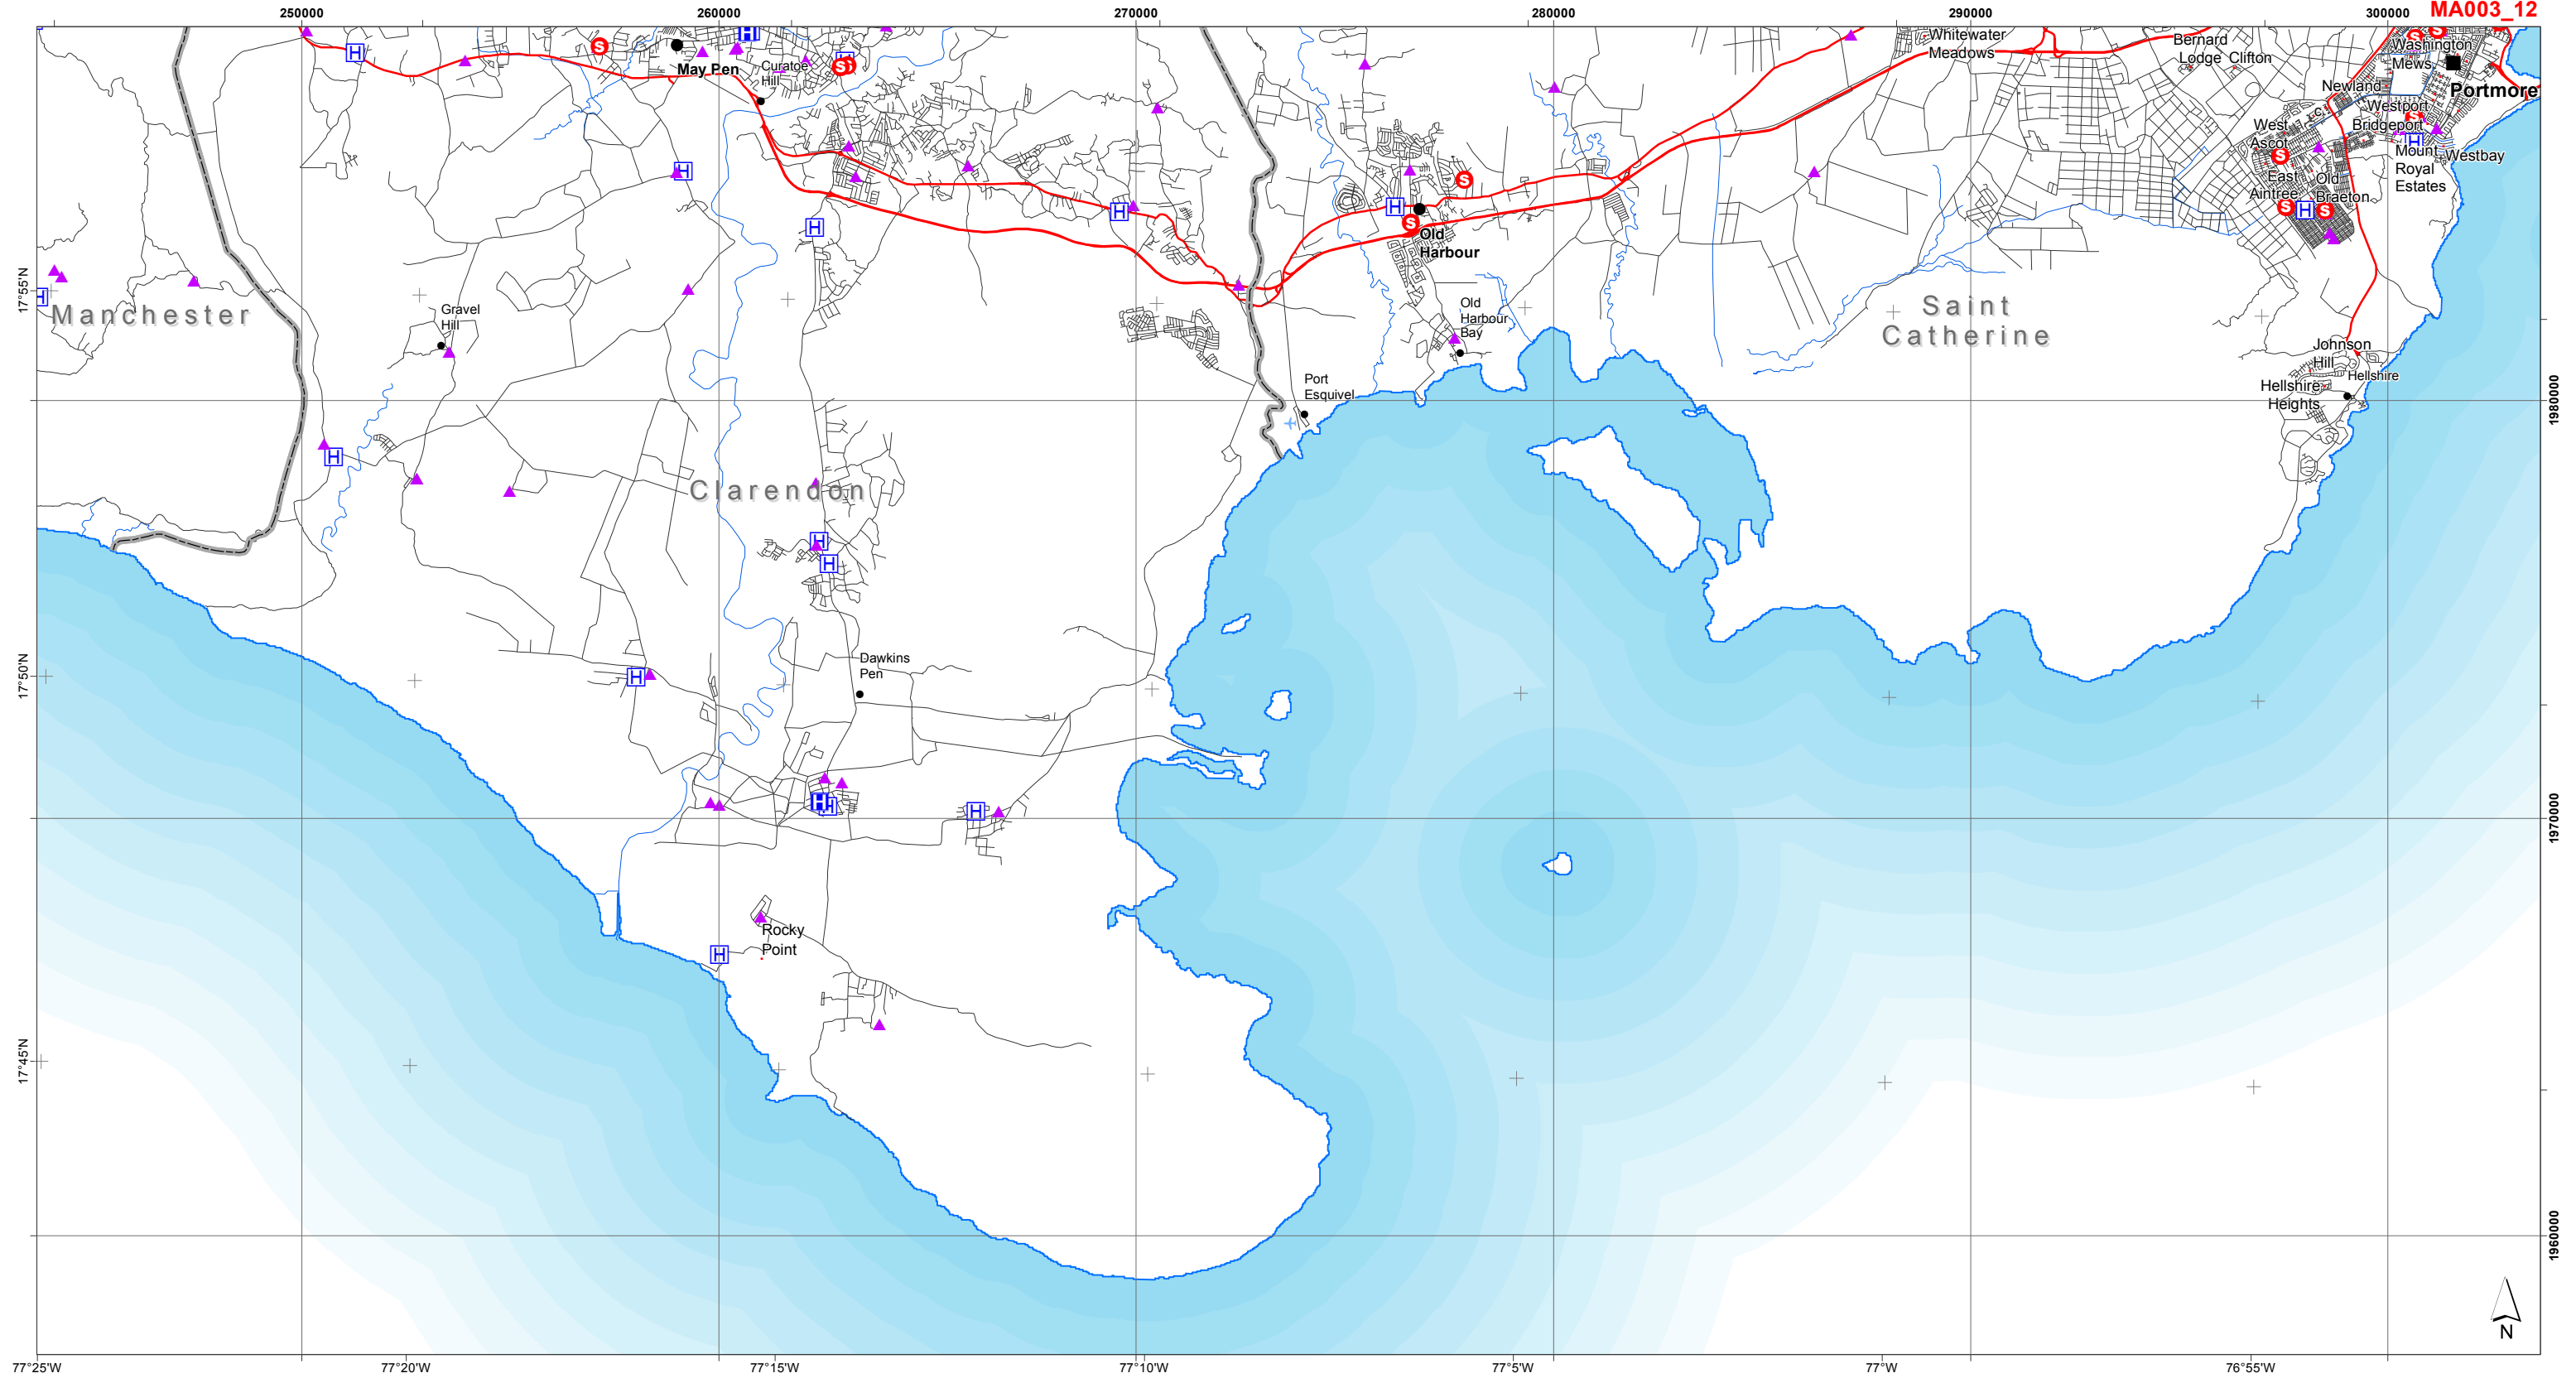 250000
260000
270000
280000
290000
300000
MA003_12
May Pen
Curatoe
Hill
Whitewater
Meadows
Bernard
Lodge
Clifton
Washington
Mews
Portmore
Newland
Westport
Bridgeport
West
Ascot
Mount
Royal
Estates
Westbay
East
Aintree
Old
Braeton
Old
Harbour
Manchester
Gravel
Hill
Old
Harbour
Bay
Saint
Catherine
Port
Esquivel
Johnson
Hill
Hellshire
Hellshire
Heights
Clarendon
Dawkins
Pen
Rocky
Point
17°55'N
17°50'N
17°45'N
1980000
1970000
1960000
N
77°25'W
77°20'W
77°15'W
77°10'W
77°5'W
77°W
76°55'W